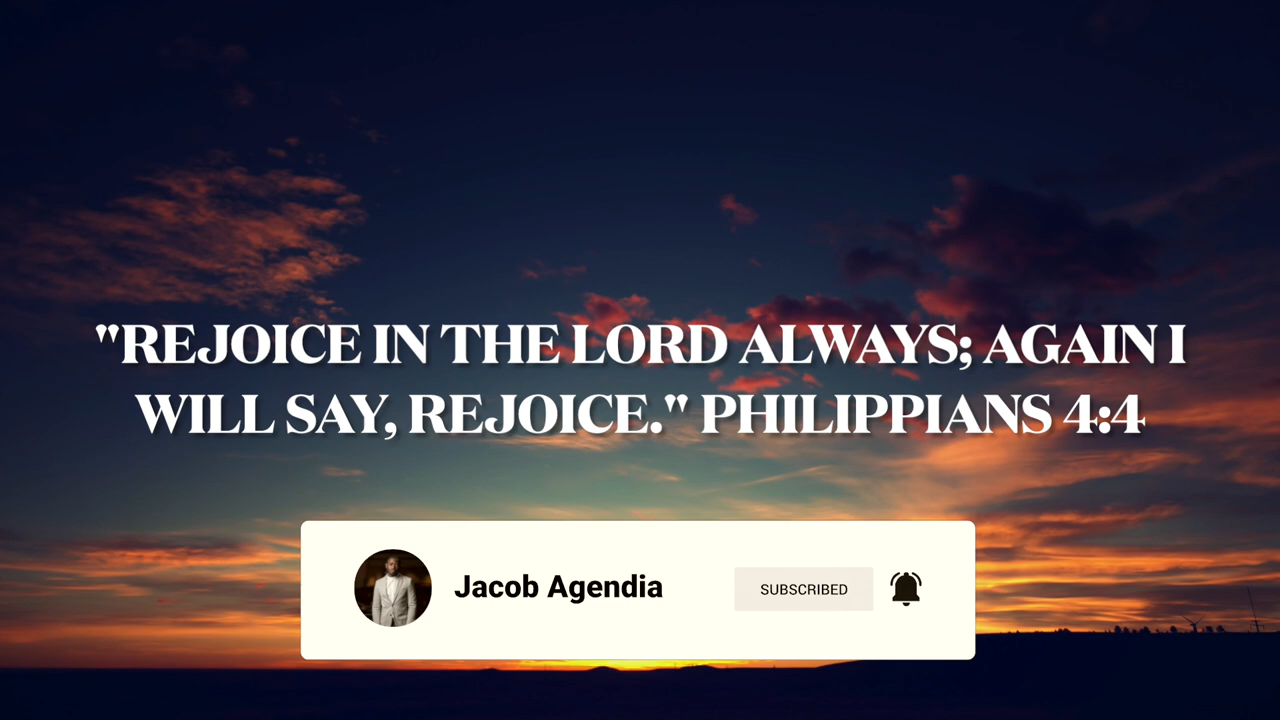 "REJOICE IN THE LORD ALWAYS; AGAIN I
WILL SAY, REJOICE." PHILIPPIANS 4:4
Jacob Agendia
SUBSCRIBED